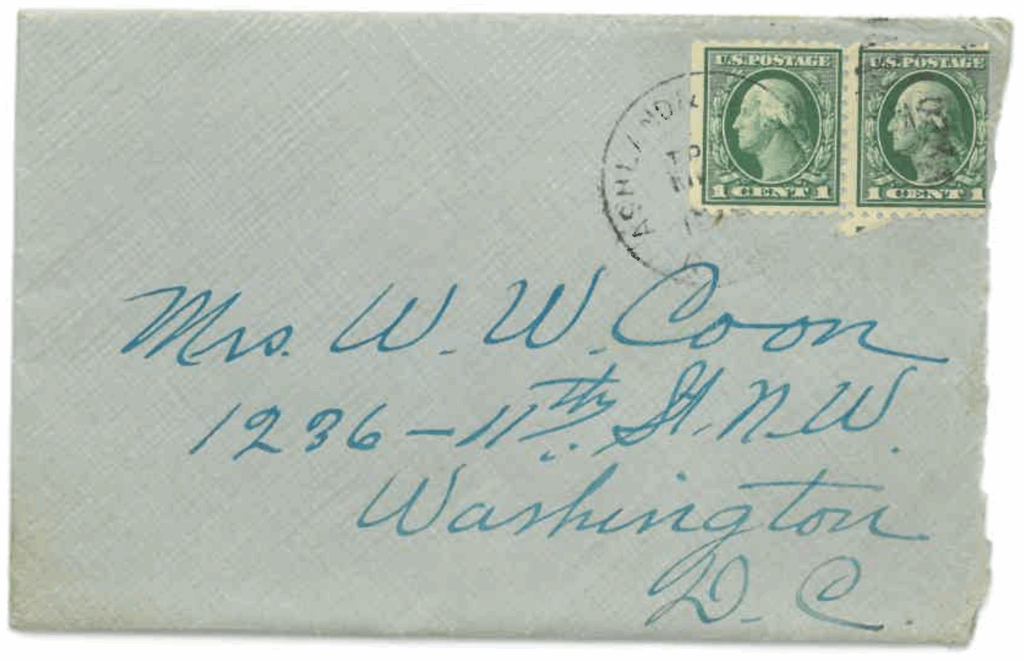 U.S. POSTAGE U.S. POSTAGE
1 CENT 1 1 CENT 1
ASHLAND
Mrs. W. W. Coon
1236 – 11th. St. N. W.
Washington
D. C.